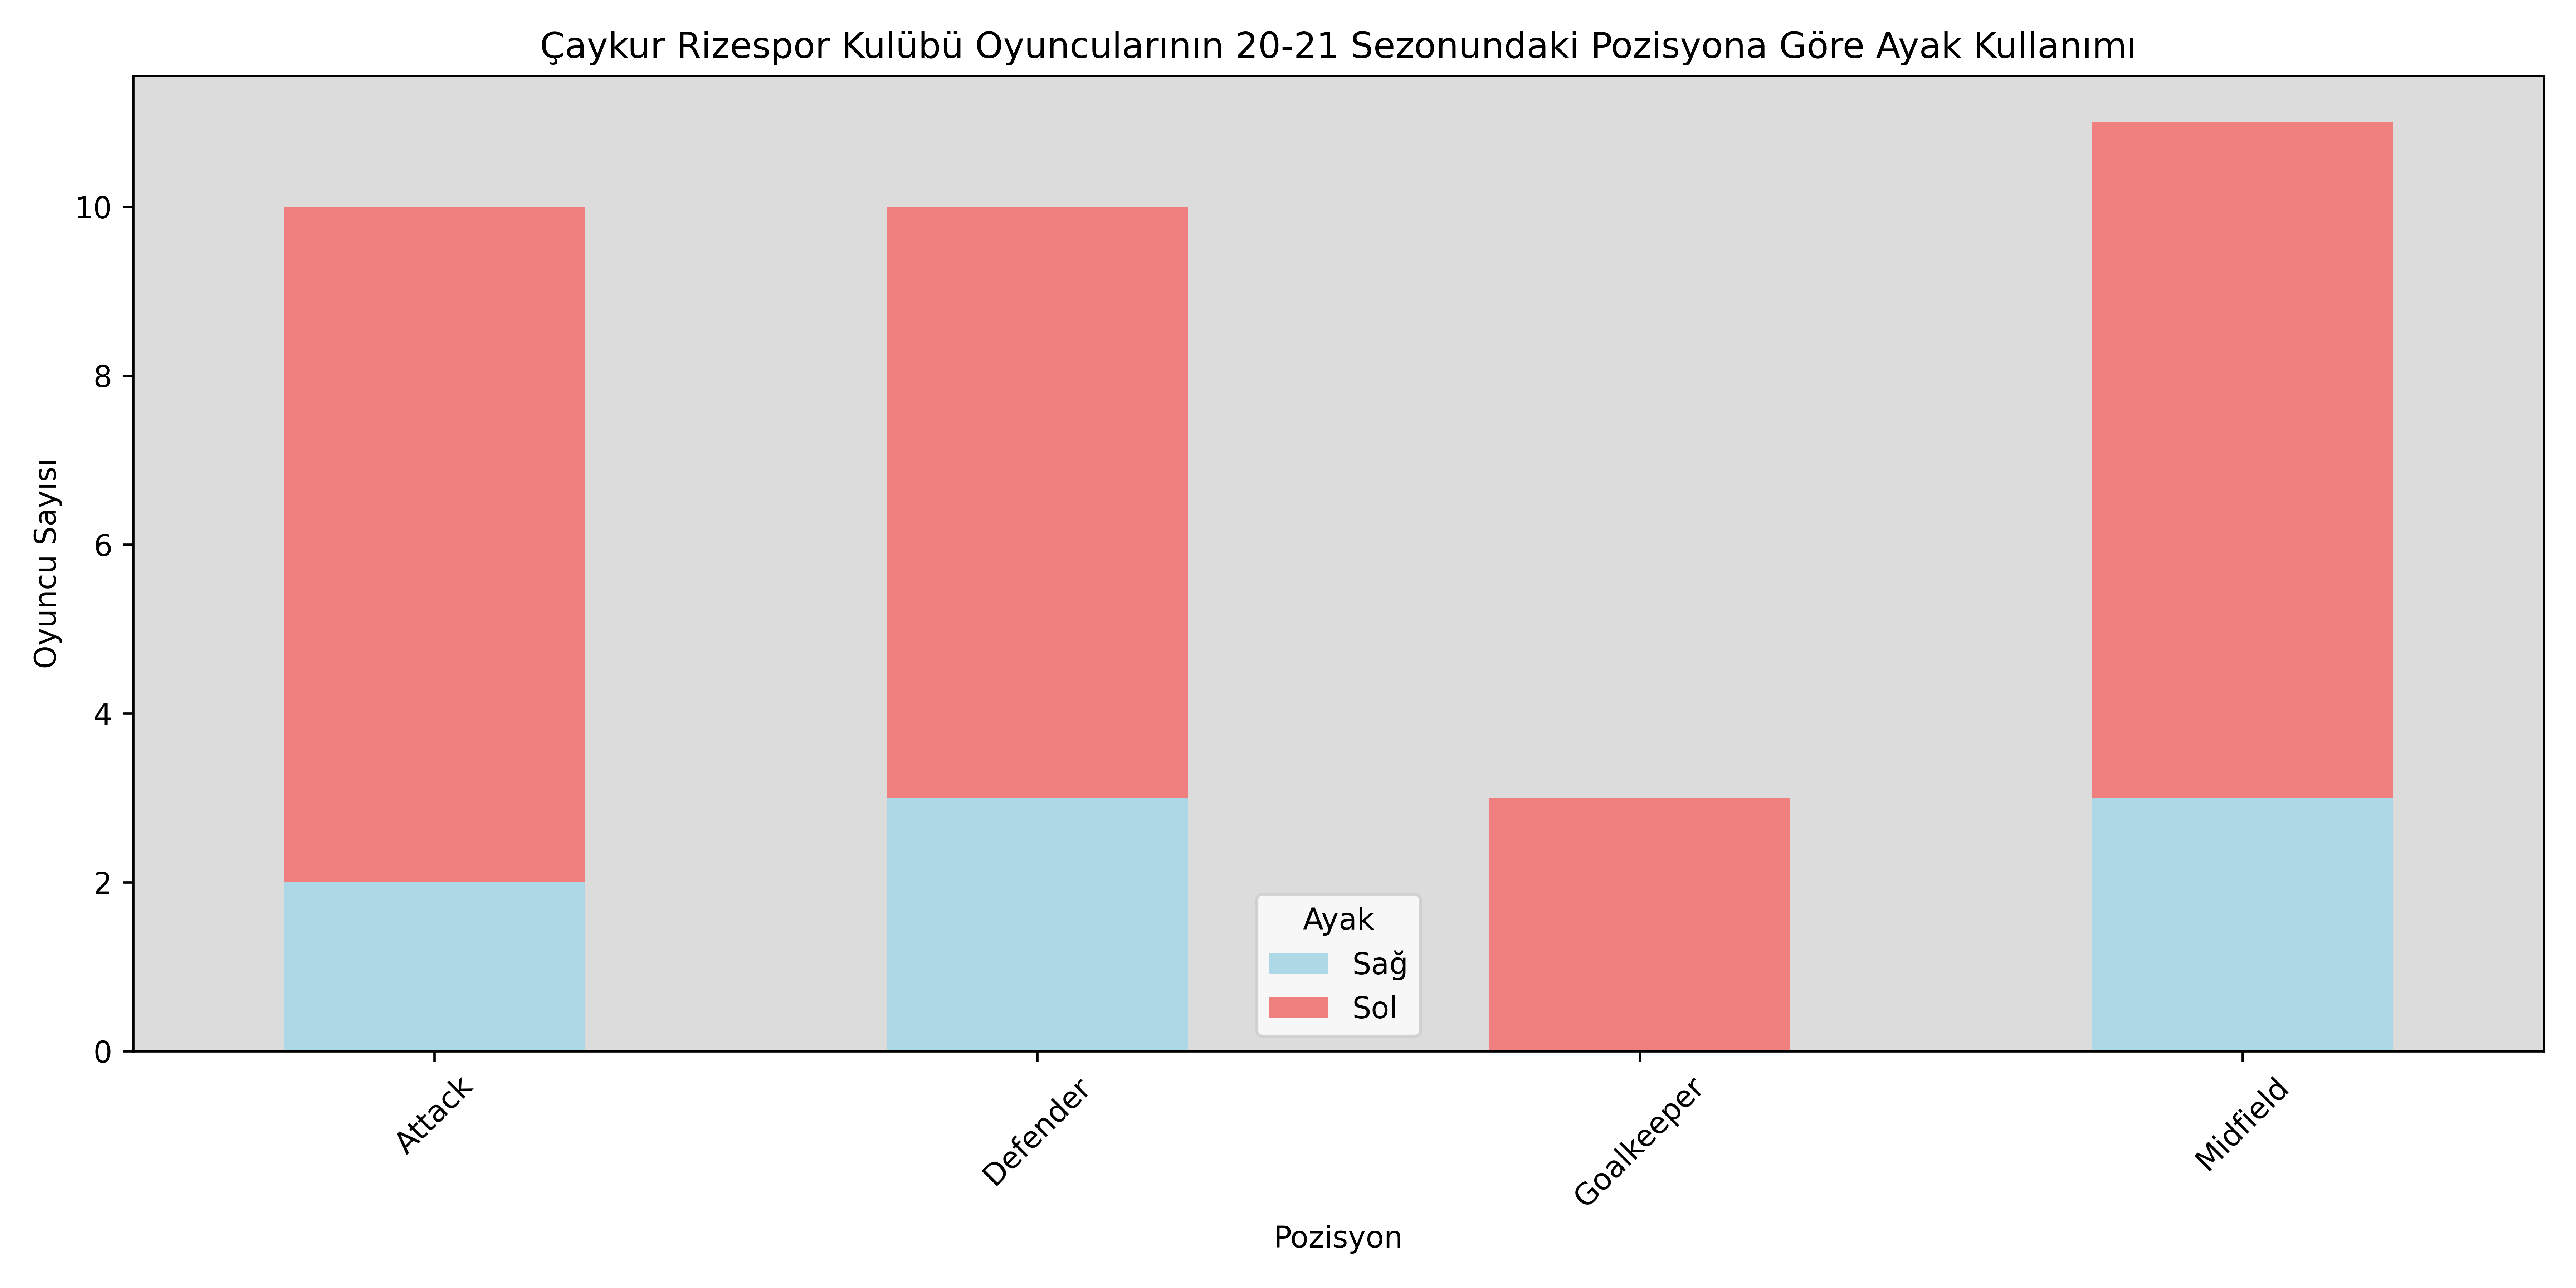 Çaykur Rizespor Kulübü Oyuncularının 20-21 Sezonundaki Pozisyona Göre Ayak Kullanımı
Oyuncu Sayısı
10
8
6
4
2
0
Ayak
Sağ
Sol
Attack
Defender
Goalkeeper
Midfield
Pozisyon